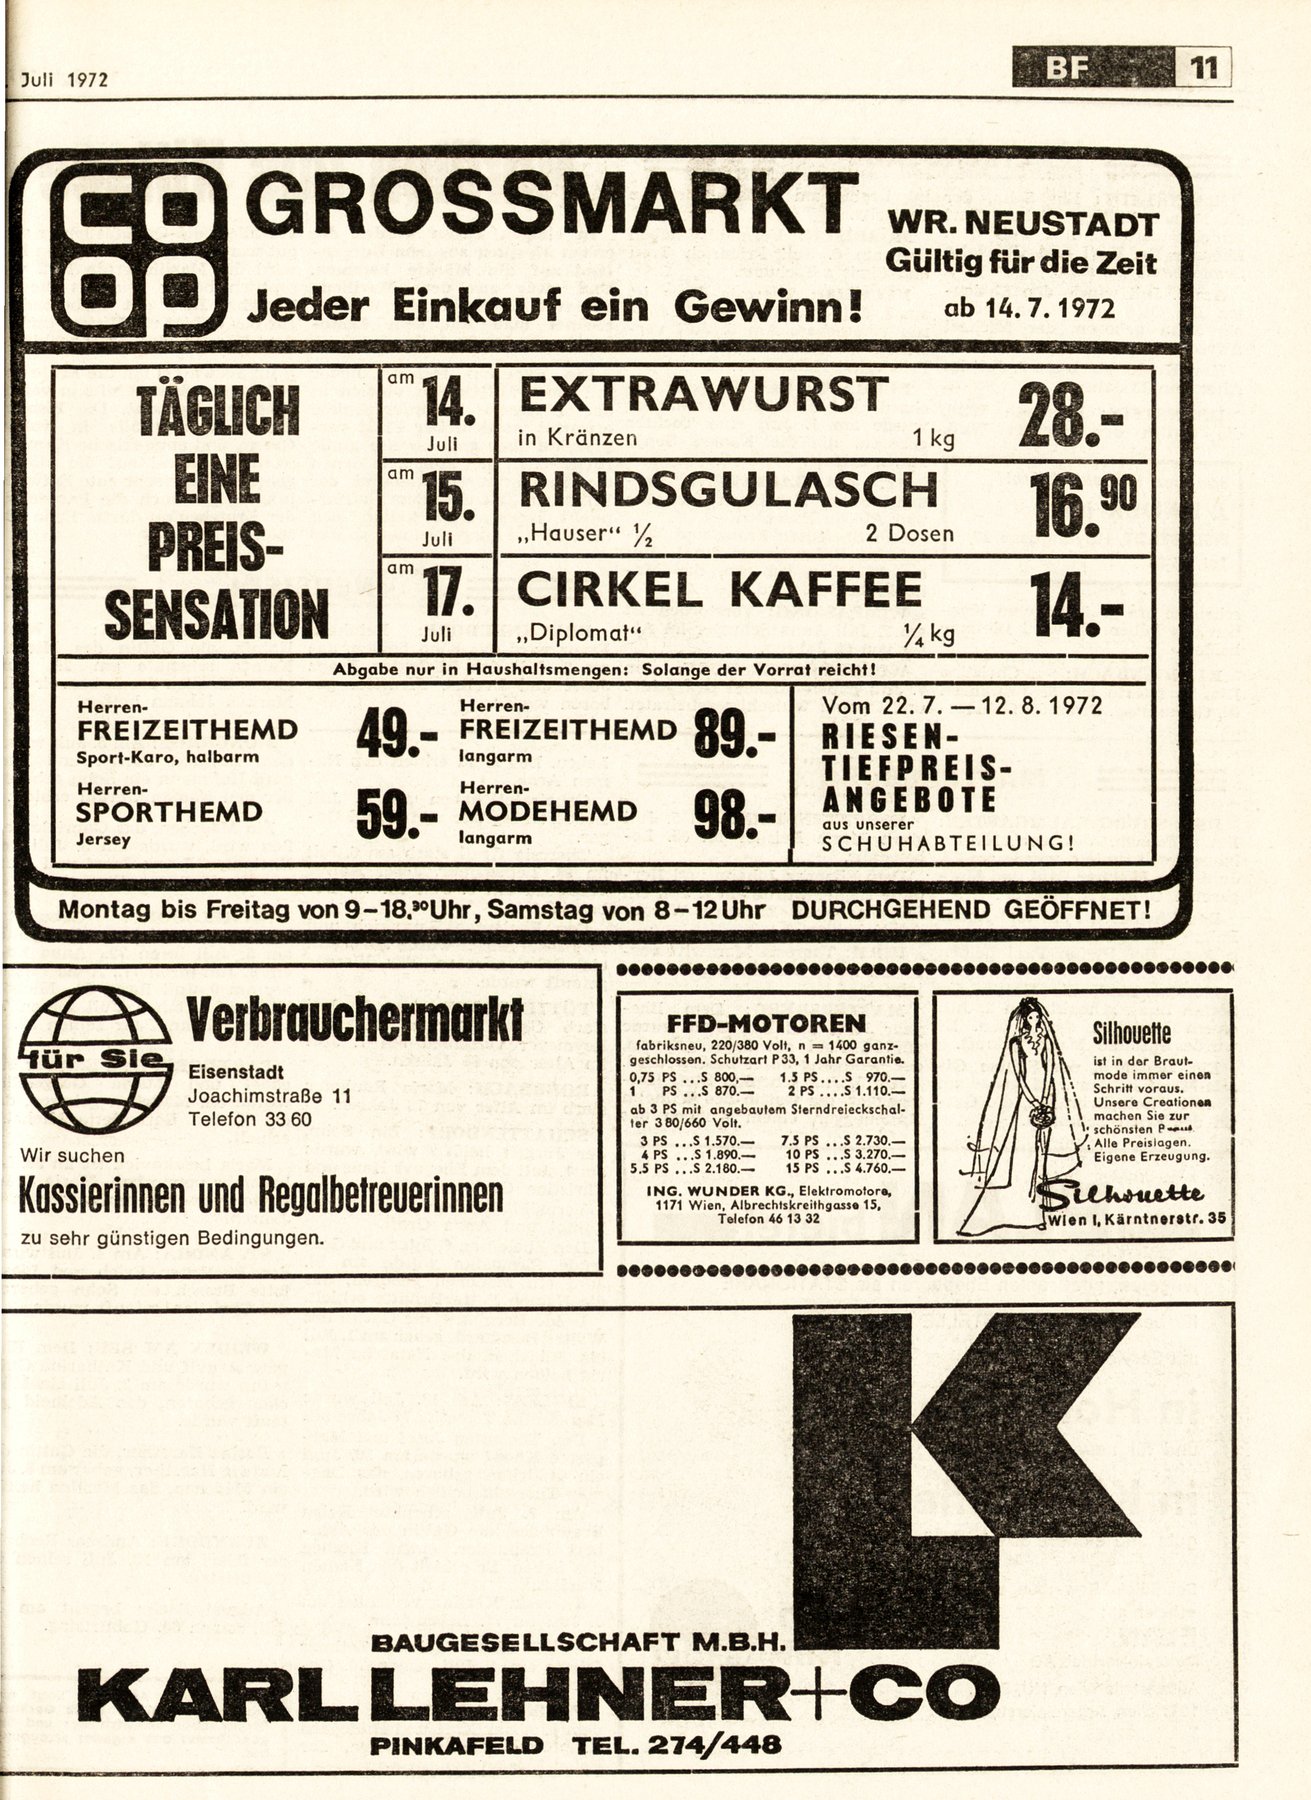 Juli 1972
BF 11
CO
OP
GROSSMARKT
Jeder Einkauf ein Gewinn!
WR. NEUSTADT
Gültig für die Zeit
ab 14. 7. 1972
TÄGLICH
EINE
PREIS-
SENSATION
am 14. Juli
EXTRAWURST
in Kränzen 1 kg
28.-
am 15. Juli
RINDSGULASCH
„Hauser“ ½ 2 Dosen
16.90
am 17. Juli
CIRKEL KAFFEE
„Diplomat“ ¼ kg
14.-
Abgabe nur in Haushaltsmengen: Solange der Vorrat reicht!
Herren-
FREIZEITHEMD 49.-
Sport-Karo, halbarm
Herren-
SPORTHEMD 59.-
Jersey
Herren-
FREIZEITHEMD 89.-
langarm
Herren-
MODEHEMD 98.-
langarm
Vom 22. 7. — 12. 8. 1972
RIESEN-
TIEFPREIS-
ANGEBOTE
aus unserer
SCHUHABTEILUNG!
Montag bis Freitag von 9–18.30 Uhr, Samstag von 8–12 Uhr DURCHGEHEND GEÖFFNET!
für Sie
Verbrauchermarkt
Eisenstadt
Joachimstraße 11
Telefon 33 60
Wir suchen
Kassierinnen und Regalbetreuerinnen
zu sehr günstigen Bedingungen.
FFD-MOTOREN
fabriksneu, 220/380 Volt, n = 1400 ganz-
geschlossen. Schutzart P 33, 1 Jahr Garantie.
0,75 PS ...S 800,— 1.5 PS....S 970.—
1 PS ...S 870.— 2 PS ....S 1.110.—
ab 3 PS mit angebautem Sterndreieckschal-
ter 380/660 Volt.
3 PS ...S 1.570.— 7.5 PS ...S 2.730.—
4 PS ...S 1.890.— 10 PS ...S 3.270.—
5.5 PS ...S 2.180.— 15 PS ...S 4.760.—
ING. WUNDER KG., Elektromotore,
1171 Wien, Albrechtskreithgasse 15,
Telefon 46 13 32
Silhouette
ist in der Braut-
mode immer einen
Schritt voraus.
Unsere Creationen
machen Sie zur
schönsten
Alle Preislagen.
Eigene Erzeugung.
Silhouette
Wien I, Kärntnerstr. 35
BAUGESELLSCHAFT M.B.H.
KARL LEHNER+CO
PINKAFELD TEL. 274/448